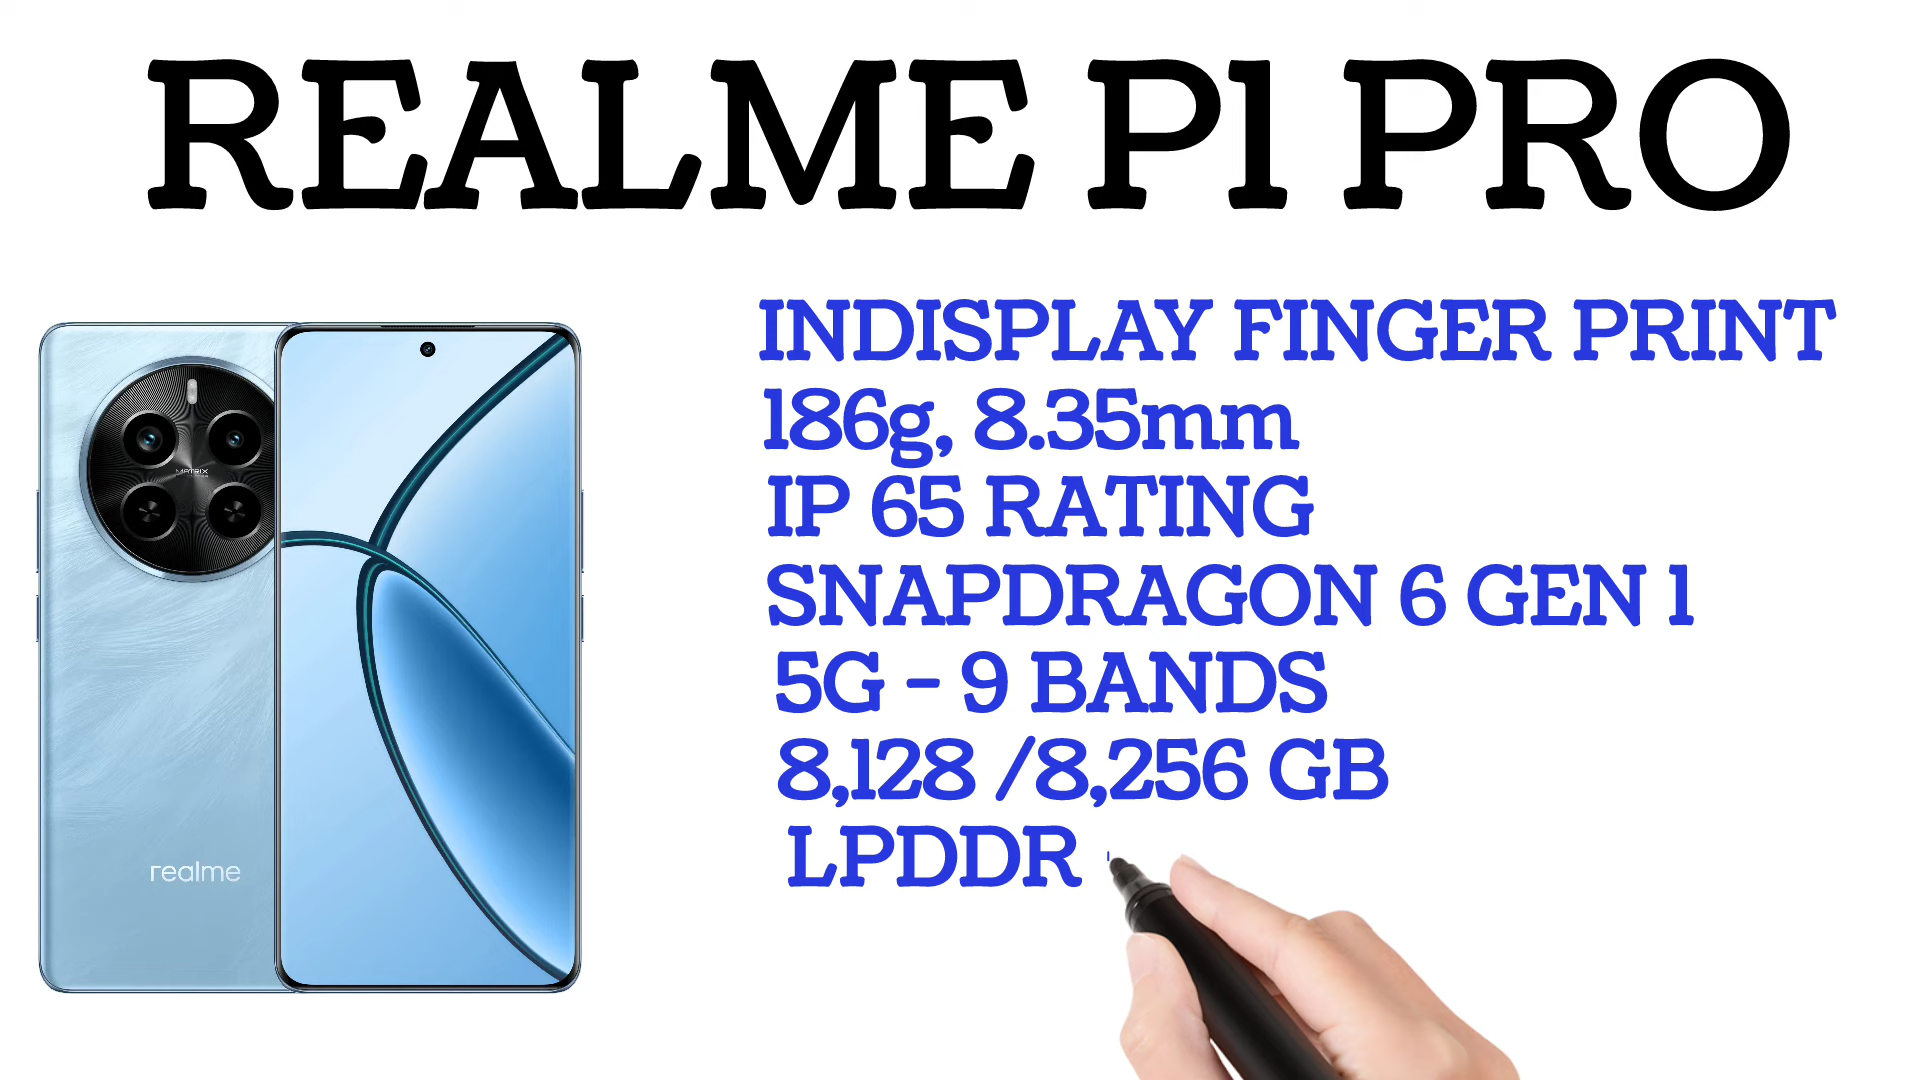 REALME P1 PRO
INDISPLAY FINGER PRINT
186g, 8.35mm
IP 65 RATING
SNAPDRAGON 6 GEN 1
5G - 9 BANDS
8,128 /8,256 GB
LPDDR
MATRIX
realme